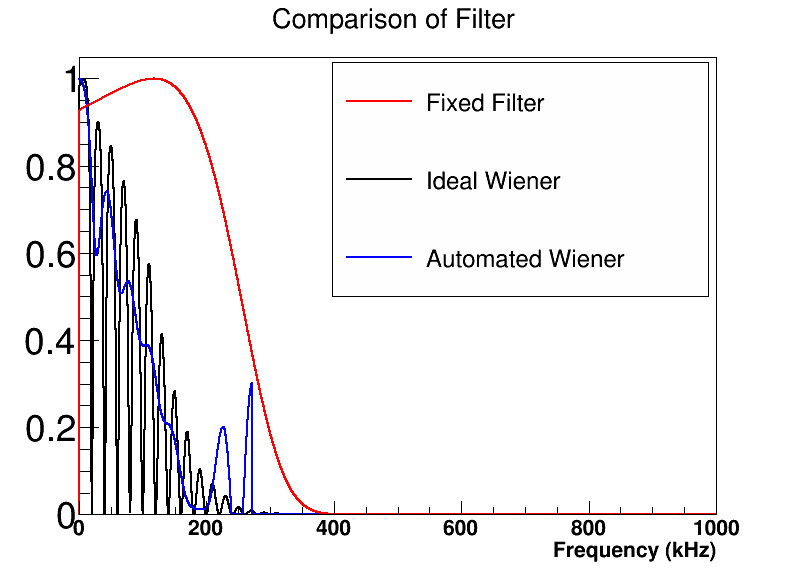 Comparison of Filter
1
0.8
0.6
0.4
0.2
0
Fixed Filter
Ideal Wiener
Automated Wiener
0 200 400 600 800 1000
Frequency (kHz)